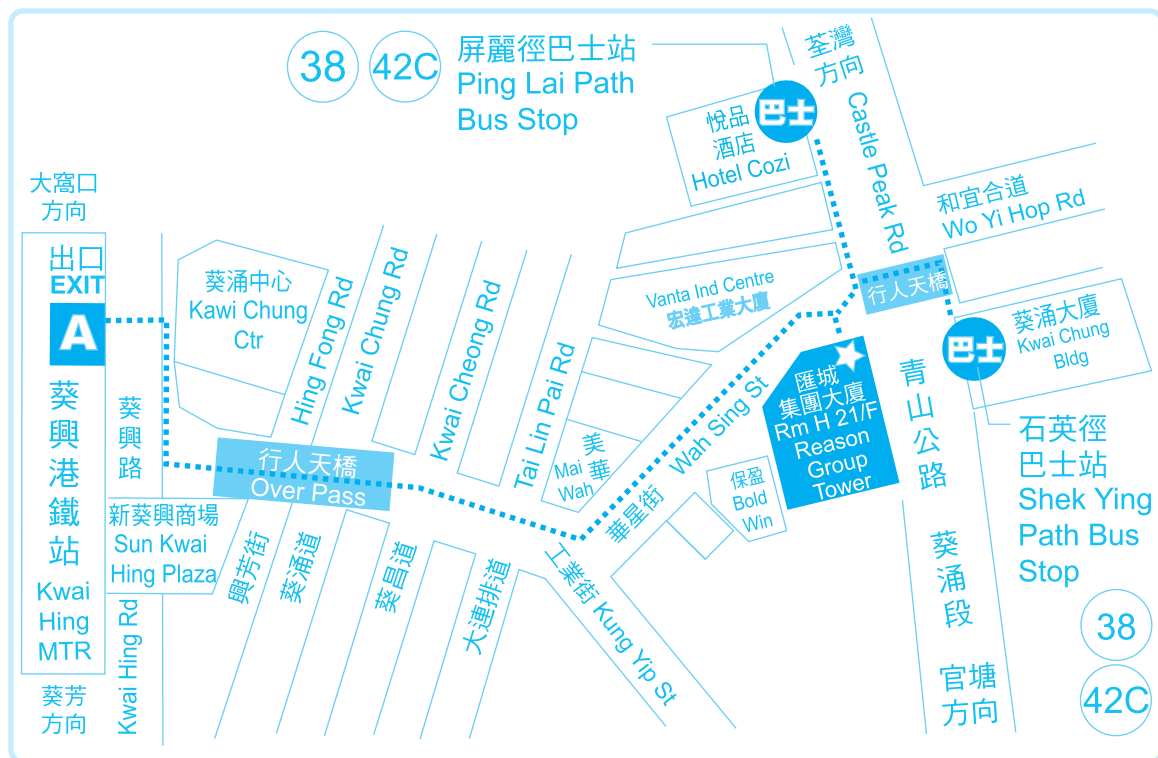 38
42C
屏麗徑巴士站
Ping Lai Path
Bus Stop
荃灣
方向
Castle Peak Rd
巴士
悅品
酒店
Hotel Cozi
和宜合道
Wo Yi Hop Rd
大窩口
方向
出口
EXIT
A
葵興港鐵站
Kwai
Hing
MTR
葵芳
方向
葵興路
Kwai Hing Rd
葵涌中心
Kawi Chung
Ctr
Hing Fong Rd
Kwai Chung Rd
Kwai Cheong Rd
Tai Lin Pai Rd
行人天橋
Over Pass
新葵興商場
Sun Kwai
Hing Plaza
興芳街
葵涌道
葵昌道
大連排道
工業街 Kung Yip St
美華
Mai
Wah
Vanta Ind Centre
宏達工業大廈
Wah Sing St
華星街
保盈
Bold
Win
匯城
集團大廈
Rm H 21/F
Reason
Group
Tower
行人天橋
巴士
葵涌大廈
Kwai Chung
Bldg
青山公路
葵涌段
官塘
方向
石英徑
巴士站
Shek Ying
Path Bus
Stop
38
42C